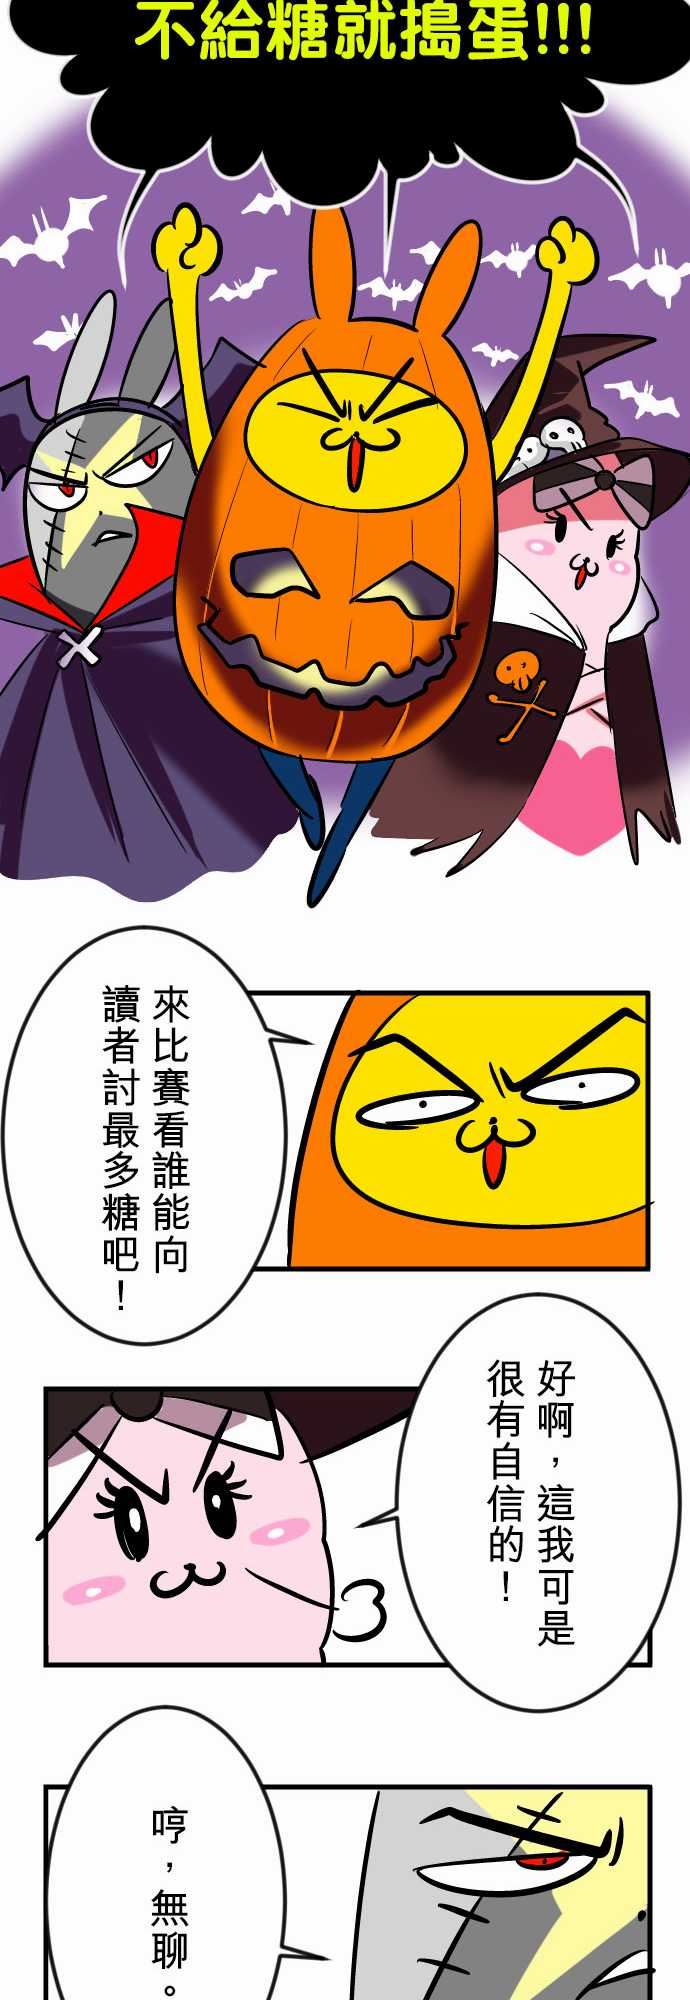 不給糖就搗蛋!!!
來比賽看誰能向
讀者討最多糖吧！
好啊，這我可是
很有自信的！
哼，無聊。